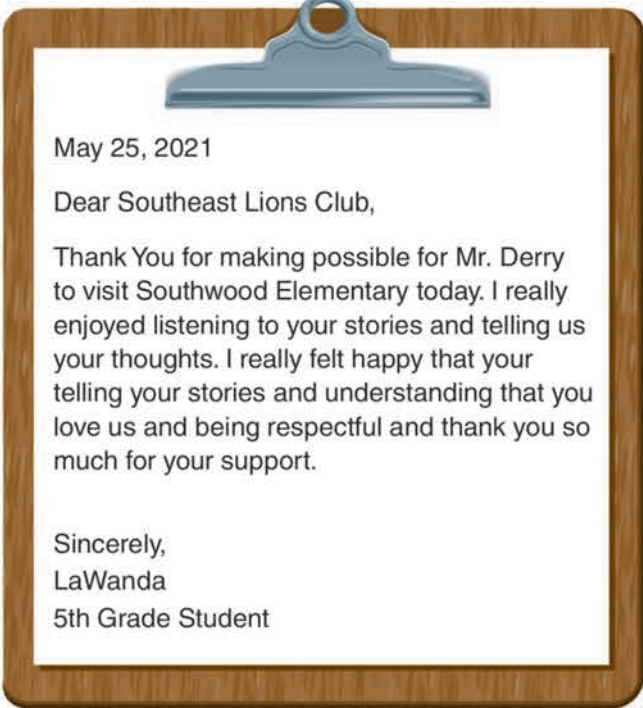 May 25, 2021
Dear Southeast Lions Club,
Thank You for making possible for Mr. Derry
to visit Southwood Elementary today. I really
enjoyed listening to your stories and telling us
your thoughts. I really felt happy that your
telling your stories and understanding that you
love us and being respectful and thank you so
much for your support.
Sincerely,
LaWanda
5th Grade Student